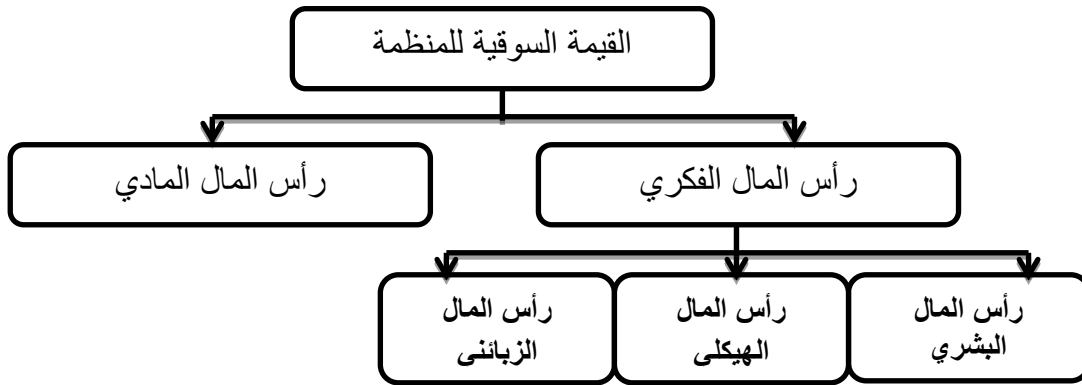 القيمة السوقية للمنظمة
رأس المال الفكري
رأس المال المادي
رأس المال
البشري
رأس المال
الهيكلى
رأس المال
الزبائنى